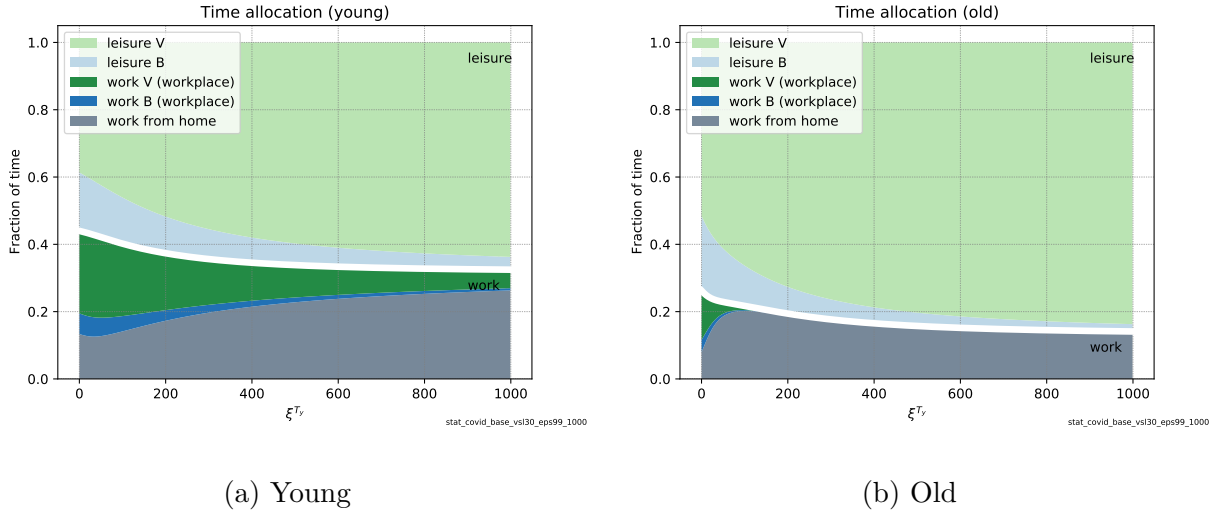 Time allocation (young)
1.0
0.8
0.6
0.4
0.2
0.0
Fraction of time
leisure V
leisure B
work V (workplace)
work B (workplace)
work from home
leisure
work
0 200 400 600 800 1000
ξ^{T_y}
stat_covid_base_vsl30_eps99_1000
(a) Young
Time allocation (old)
1.0
0.8
0.6
0.4
0.2
0.0
Fraction of time
leisure V
leisure B
work V (workplace)
work B (workplace)
work from home
leisure
work
0 200 400 600 800 1000
ξ^{T_y}
stat_covid_base_vsl30_eps99_1000
(b) Old